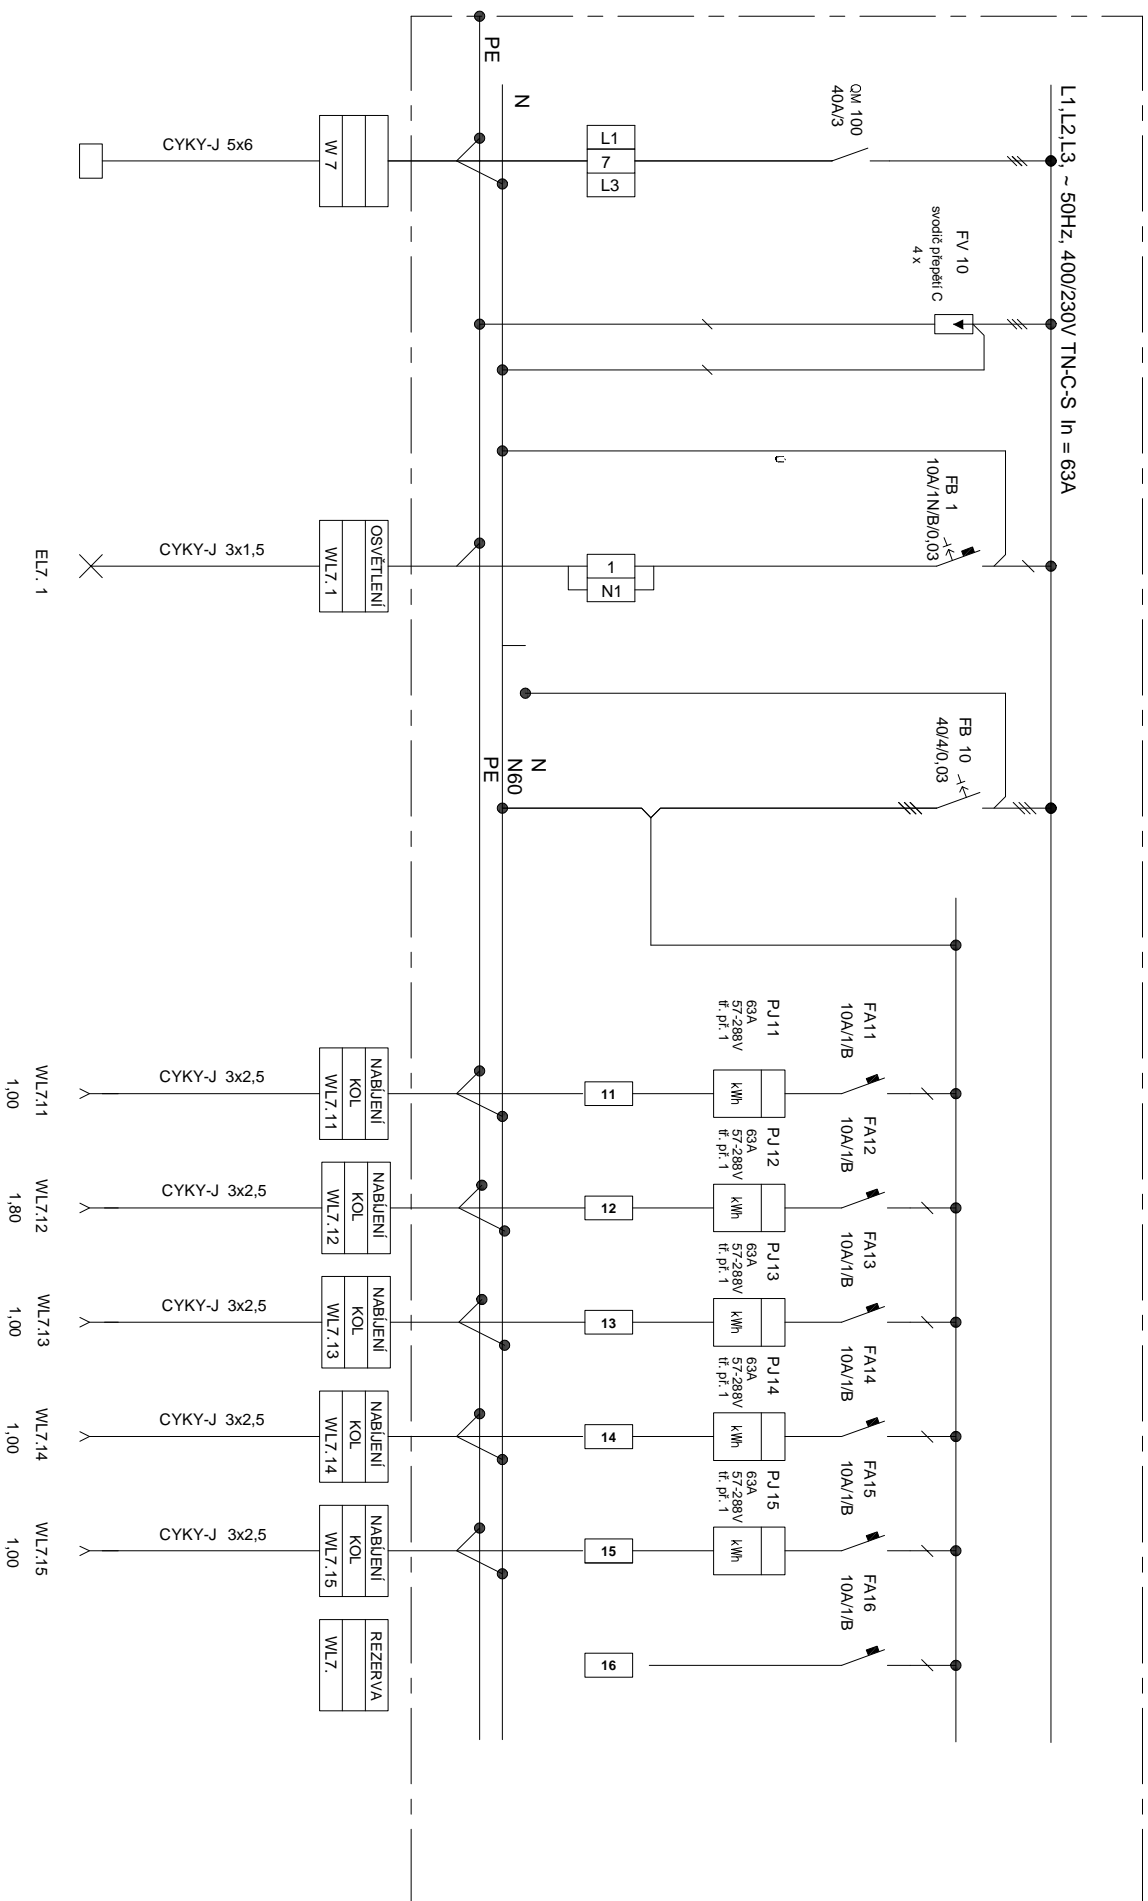 L1,L2,L3, ~ 50Hz, 400/230V TN-C-S In = 63A
PE
N
QM 100
40A/3
L1
7
L3
W 7
CYKY-J 5x6
FV 10
svodič přepětí C
4 x
FB 1
10A/1N/B/0,03
Ü
1
N1
OSVĚTLENÍ
WL7. 1
CYKY-J 3x1,5
EL7. 1
FB 10
40/4/0,03
N
N60
PE
FA11
10A/1/B
PJ11
63A
57-288V
tř. př. 1
kWh
11
NABÍJENÍ
KOL
WL7.11
CYKY-J 3x2,5
WL7.11
1,00
FA12
10A/1/B
PJ12
63A
57-288V
tř. př. 1
kWh
12
NABÍJENÍ
KOL
WL7.12
CYKY-J 3x2,5
WL7.12
1,80
FA13
10A/1/B
PJ13
63A
57-288V
tř. př. 1
kWh
13
NABÍJENÍ
KOL
WL7.13
CYKY-J 3x2,5
WL7.13
1,00
FA14
10A/1/B
PJ14
63A
57-288V
tř. př. 1
kWh
14
NABÍJENÍ
KOL
WL7.14
CYKY-J 3x2,5
WL7.14
1,00
FA15
10A/1/B
PJ15
63A
57-288V
tř. př. 1
kWh
15
NABÍJENÍ
KOL
WL7.15
CYKY-J 3x2,5
WL7.15
1,00
FA16
10A/1/B
16
REZERVA
WL7.